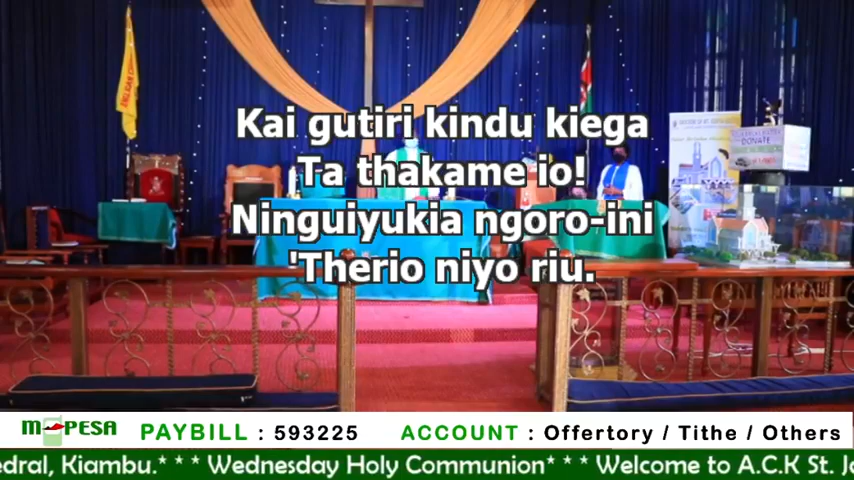 Kai gutiri kindu kiega
Ta thakame io!
Ninguiyukia ngoro-ini
'Therio niyo riu.
DONATE
M-PESA PAYBILL : 593225 ACCOUNT : Offertory / Tithe / Others
edral, Kiambu.* * * Wednesday Holy Communion* * * Welcome to A.C.K St. Ja